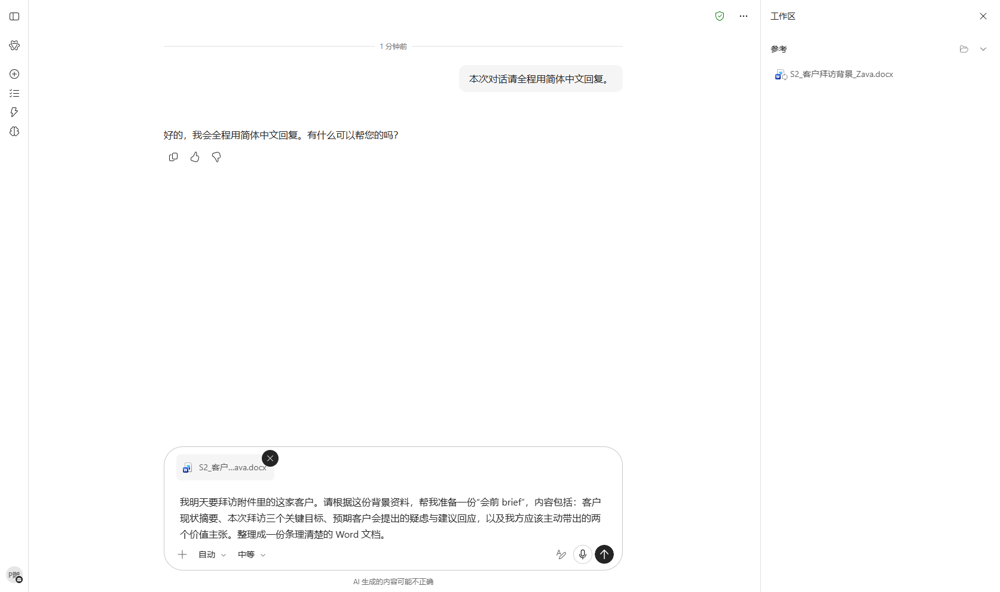 1 分钟前
本次对话请全程用简体中文回复。
好的，我会全程用简体中文回复。有什么可以帮您的吗？
S2_客户...ava.docx
我明天要拜访附件里的这家客户。请根据这份背景资料，帮我准备一份“会前 brief”，内容包括：客户
现状摘要、本次拜访三个关键目标、预期客户会提出的疑虑与建议回应，以及我方应该主动带出的两
个价值主张。整理成一份条理清楚的 Word 文档。
自动 中等
AI 生成的内容可能不正确
工作区
参考
S2_客户拜访背景_Zava.docx